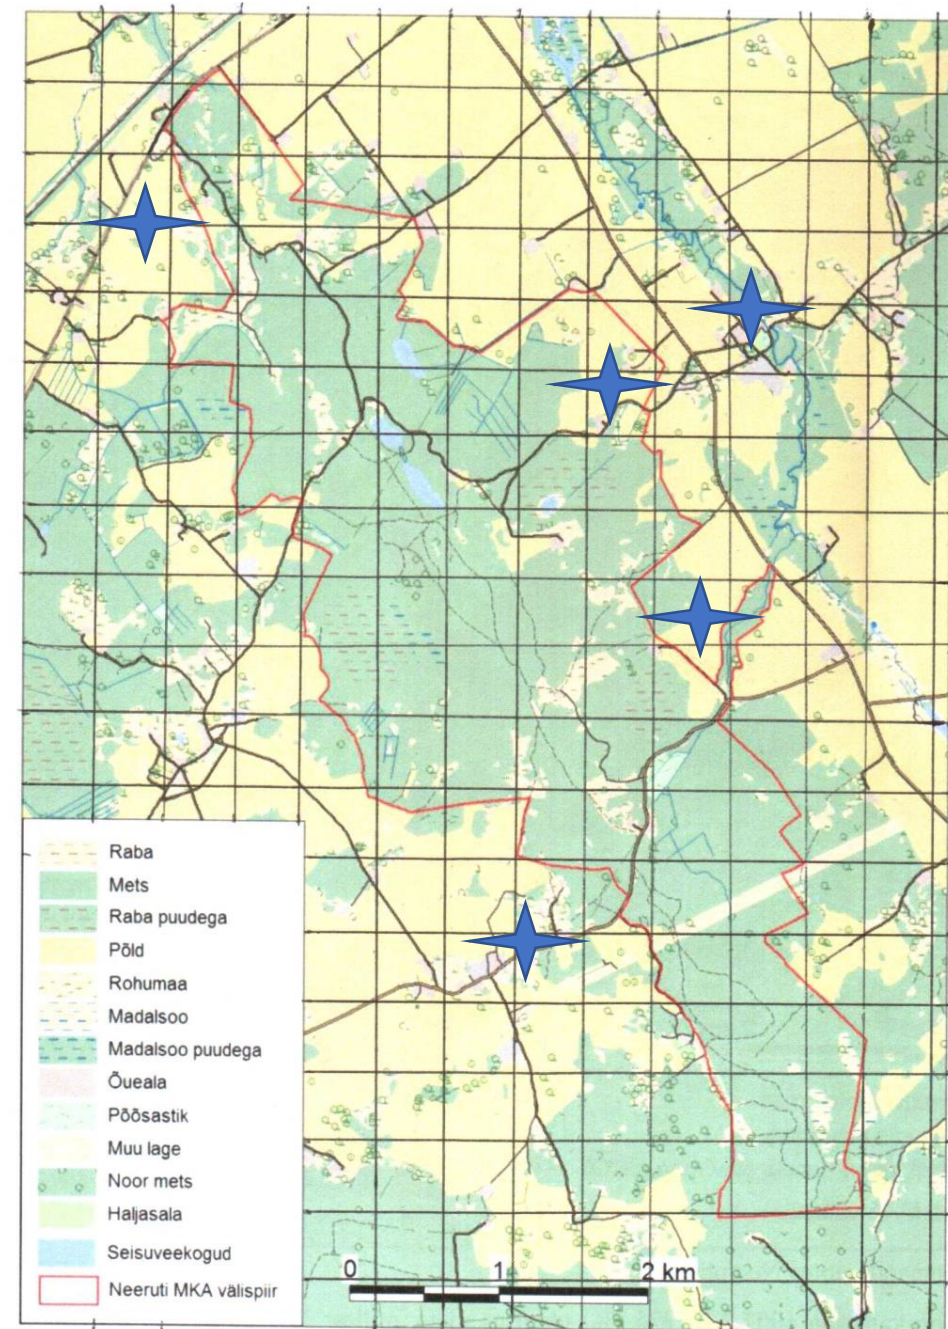 Raba
Mets
Raba puudega
Põld
Rohumaa
Madalsoo
Madalsoo puudega
Õueala
Põõsastik
Muu lage
Noor mets
Haljasala
Seisuveekogud
Neeruti MKA välispiir
0 1 2 km